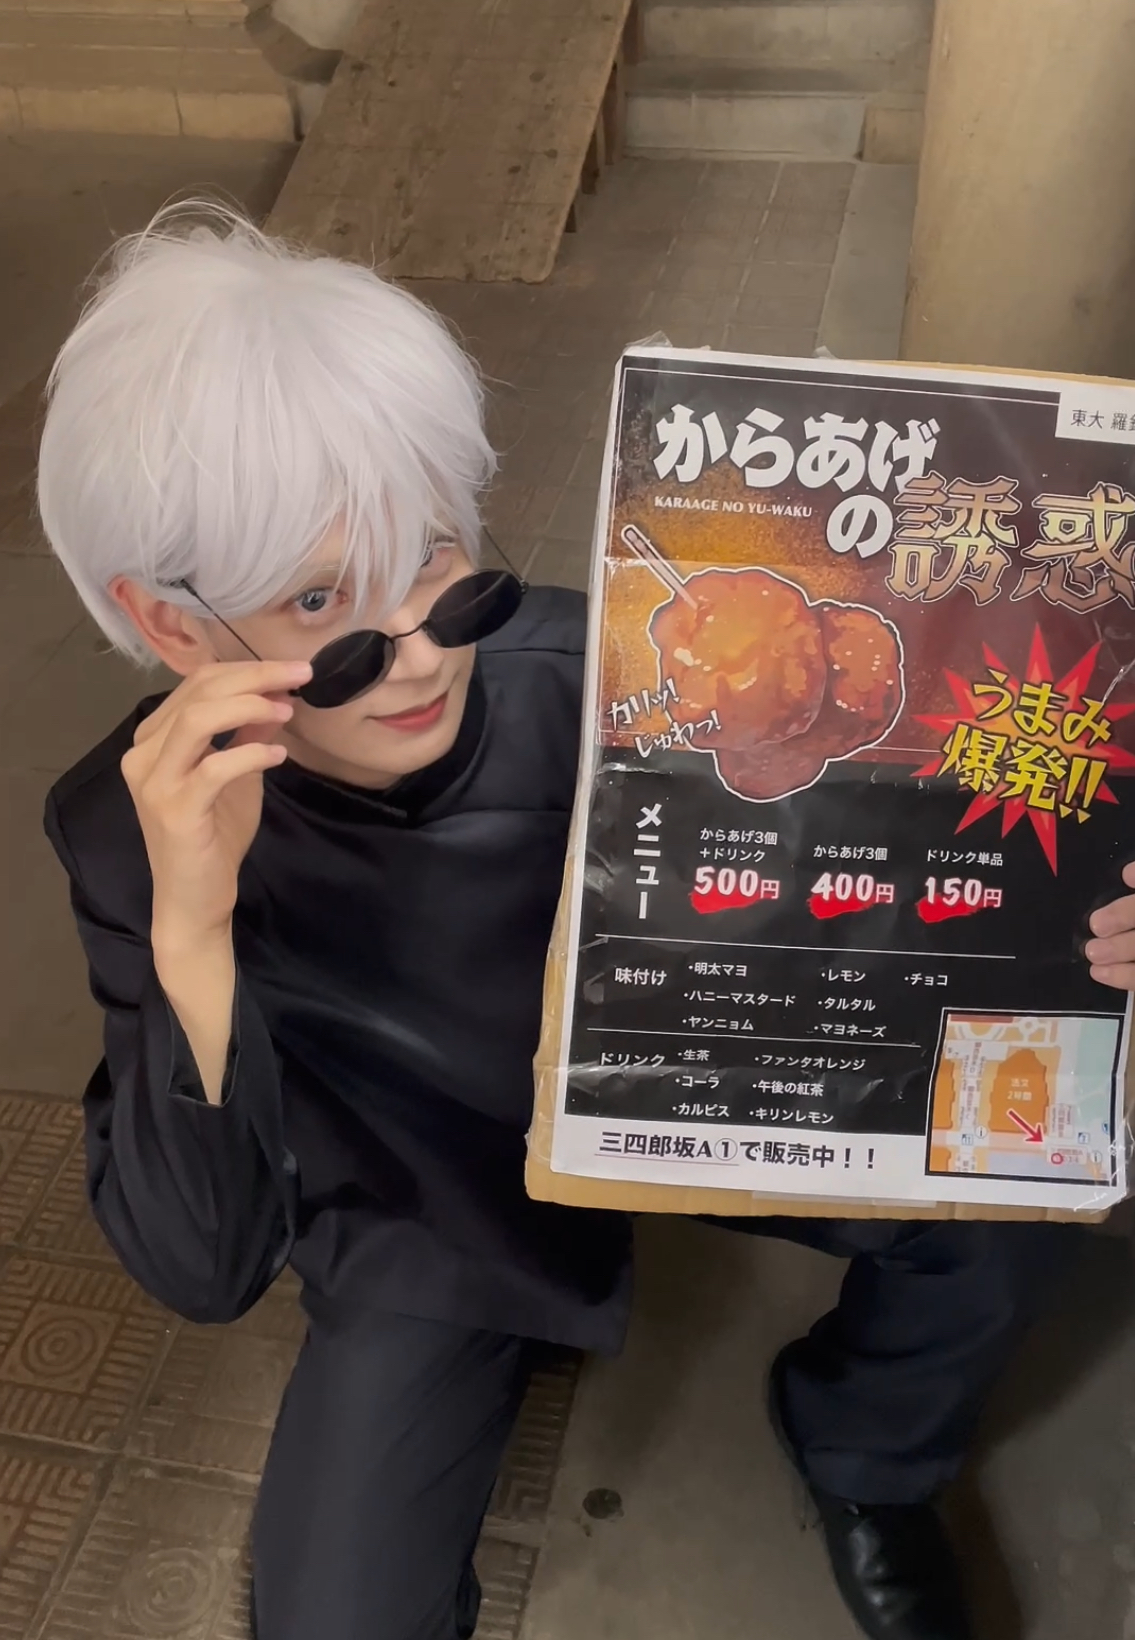 東大 羅
からあげ
の誘惑
KARAAGE NO YU-WAKU
カリッ!
じゅわっ!
うまみ
爆発!!
メニュー
からあげ3個
+ドリンク
500円
からあげ3個
400円
ドリンク単品
150円
味付け
・明太マヨ ・レモン ・チョコ
・ハニーマスタード ・タルタル
・ヤンニョム ・マヨネーズ
ドリンク
・生茶 ・ファンタオレンジ
・コーラ ・午後の紅茶
・カルピス ・キリンレモン
三四郎坂A①で販売中!!
法文
2号館